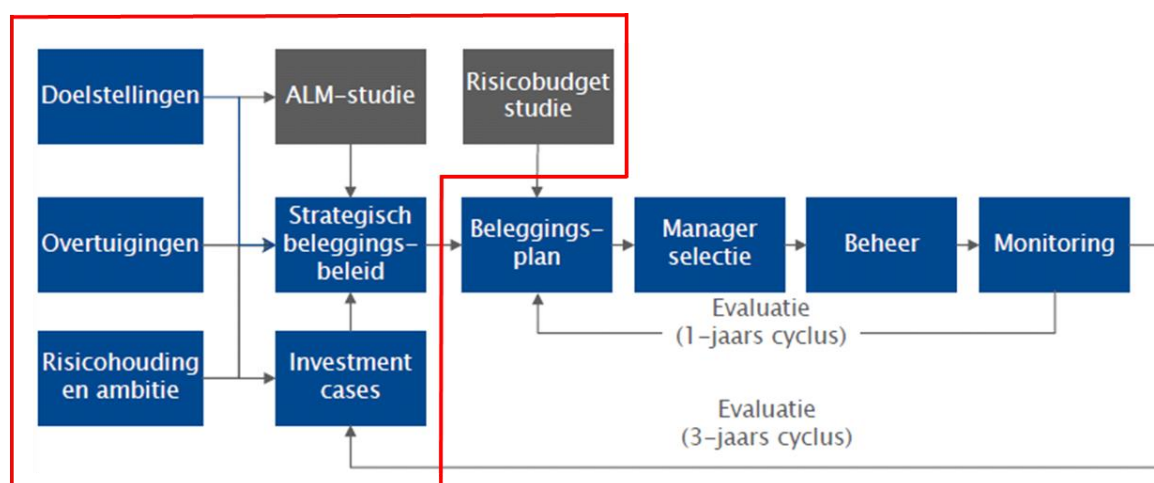 Doelstellingen
ALM-studie
Risicobudget
studie
Overtuigingen
Strategisch
beleggings-
beleid
Beleggings-
plan
Manager
selectie
Beheer
Monitoring
Evaluatie
(1-jaars cyclus)
Risicohouding
en ambitie
Investment
cases
Evaluatie
(3-jaars cyclus)